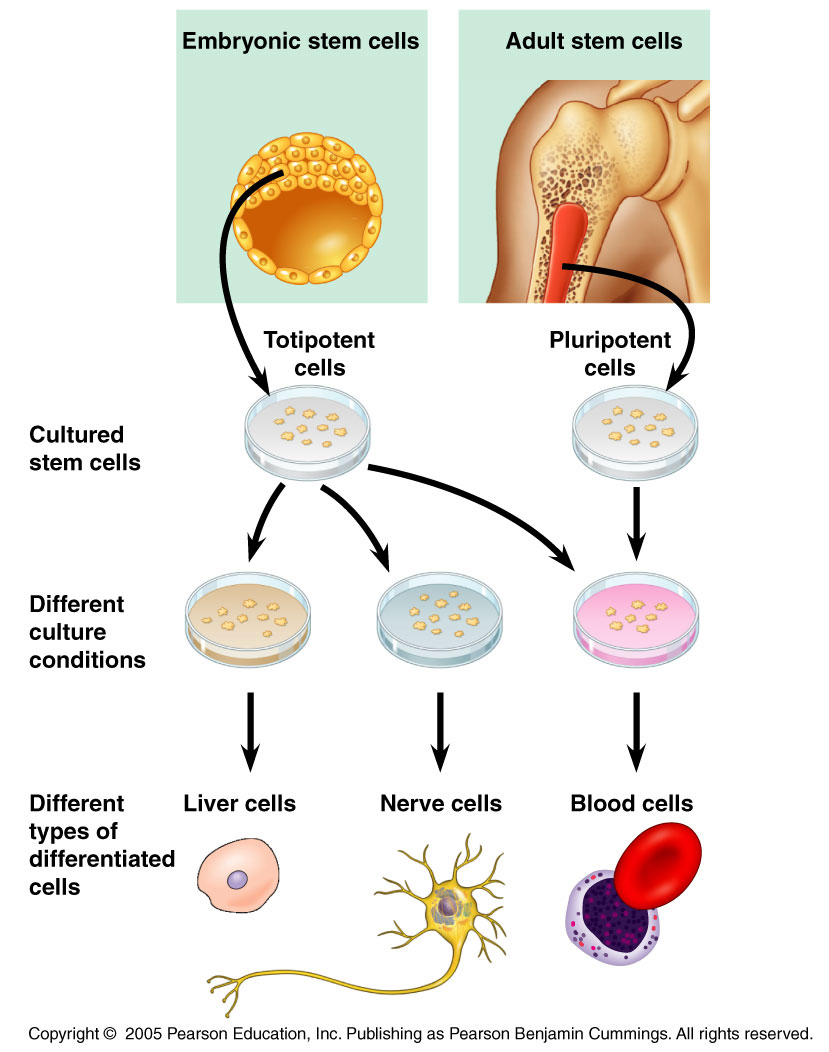 Embryonic stem cells
Adult stem cells
Totipotent
cells
Pluripotent
cells
Cultured
stem cells
Different
culture
conditions
Different
types of
differentiated
cells
Liver cells
Nerve cells
Blood cells
Copyright © 2005 Pearson Education, Inc. Publishing as Pearson Benjamin Cummings. All rights reserved.